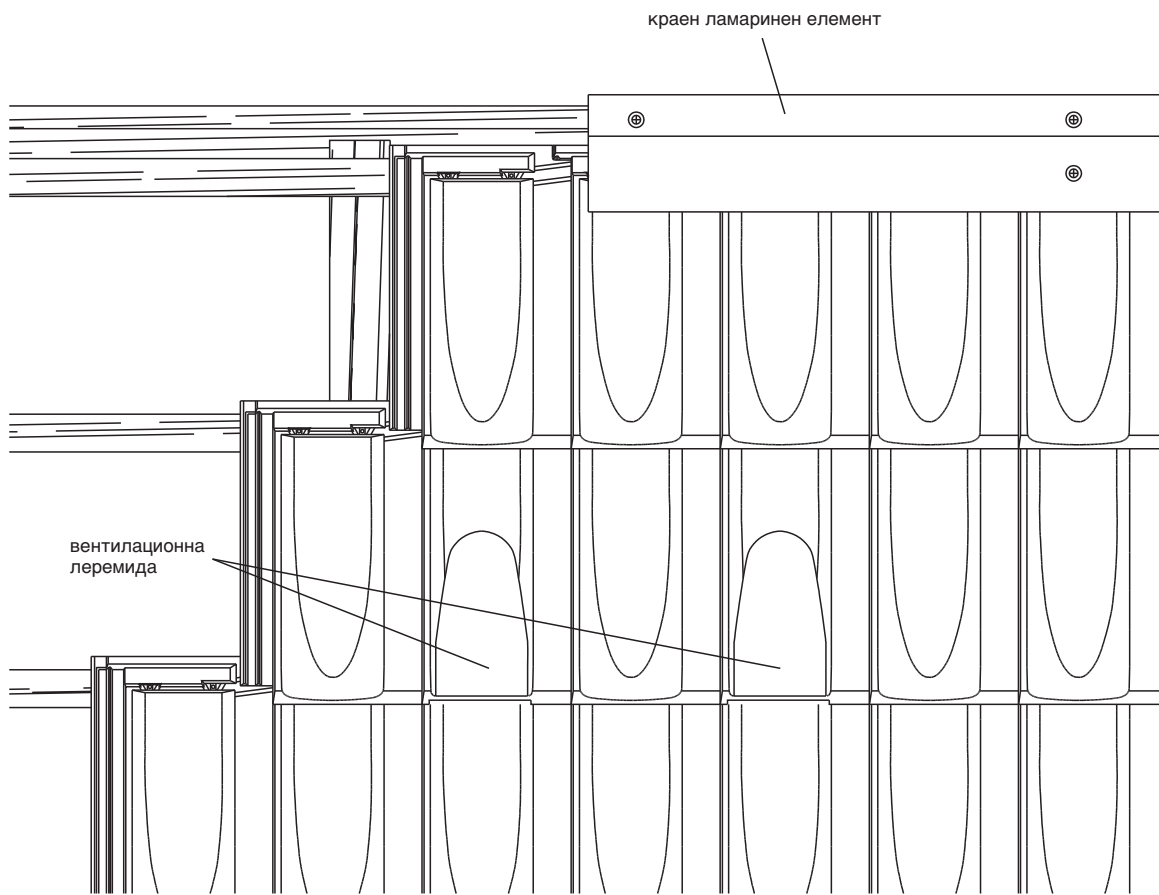 краен ламаринен елемент
вентилационна
леремида